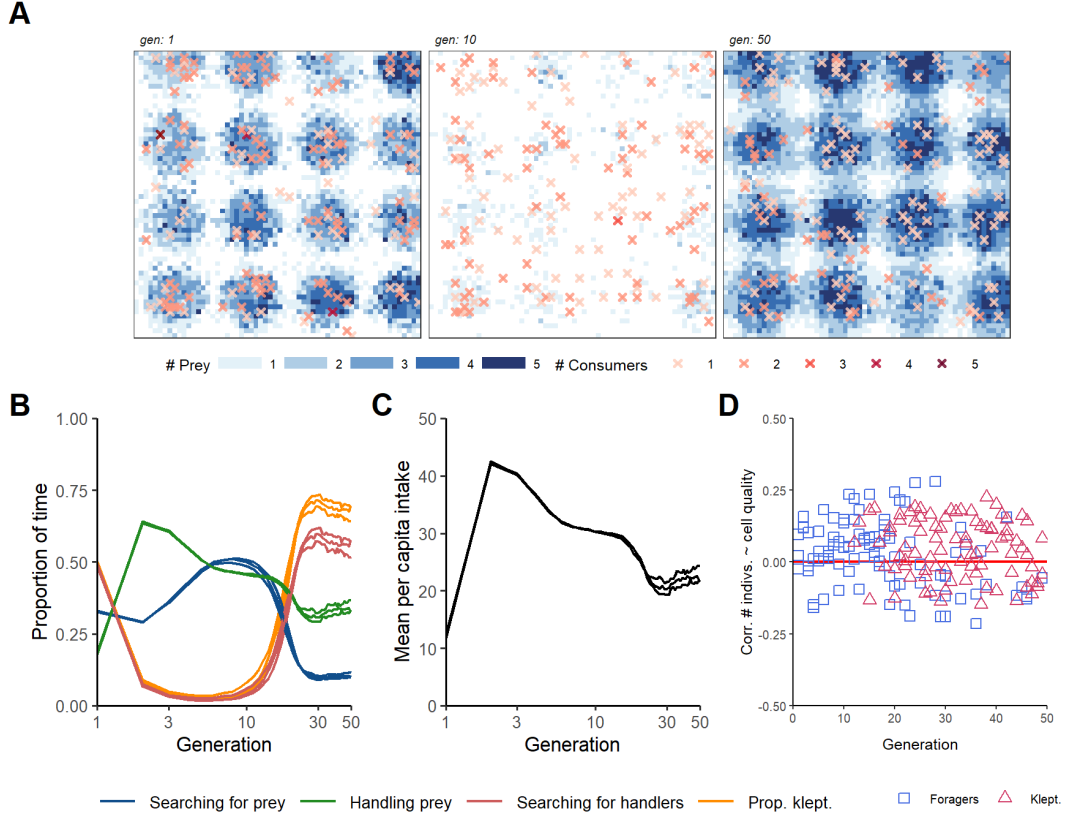 A
gen: 1
gen: 10
gen: 50
# Prey 1 2 3 4 5 # Consumers 1 2 3 4 5
B
Proportion of time
1.00
0.75
0.50
0.25
0.00
1 3 10 30 50
Generation
C
Mean per capita intake
50
40
30
20
10
0
1 3 10 30 50
Generation
D
Corr. # indivs. ~ cell quality
0.50
0.25
0.00
-0.25
-0.50
0 10 20 30 40 50
Generation
Searching for prey Handling prey Searching for handlers Prop. klept. Foragers Klept.